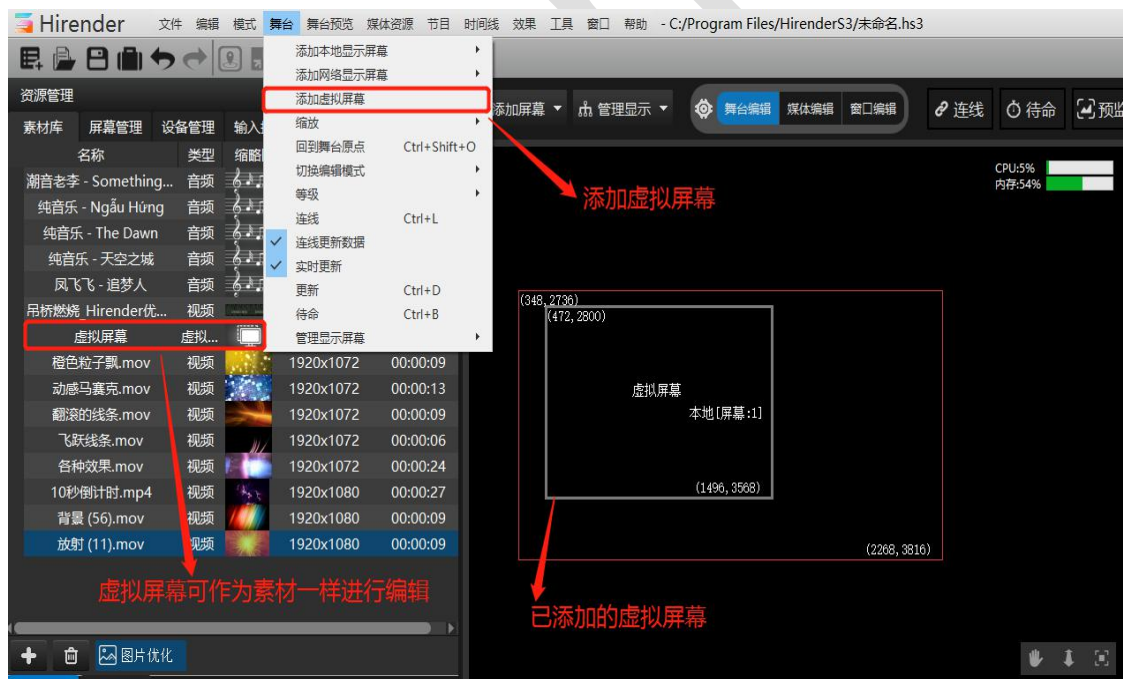 Hirender 文件 编辑 模式 舞台 舞台预览 媒体资源 节目 时间线 效果 工具 窗口 帮助 - C:/Program Files/HirenderS3/未命名.hs3
添加本地显示屏幕
添加网络显示屏幕
添加虚拟屏幕
缩放
回到舞台原点 Ctrl+Shift+O
切换编辑模式
等级
连线 Ctrl+L
连线更新数据
实时更新
更新 Ctrl+D
待命 Ctrl+B
管理显示屏幕
资源管理
素材库 屏幕管理 设备管理
名称 类型
潮音老李 - Something... 音频
纯音乐 - Ngẫu Hứng 音频
纯音乐 - The Dawn 音频
纯音乐 - 天空之城 音频
凤飞飞 - 追梦人 音频
吊桥燃烧_Hirender优... 视频
虚拟屏幕 虚拟...
橙色粒子飘.mov 视频 1920x1072 00:00:09
动感马赛克.mov 视频 1920x1072 00:00:13
翻滚的线条.mov 视频 1920x1072 00:00:09
飞跃线条.mov 视频 1920x1072 00:00:06
各种效果.mov 视频 1920x1072 00:00:24
10秒倒计时.mp4 视频 1920x1080 00:00:27
背景 (56).mov 视频 1920x1080 00:00:09
放射 (11).mov 视频 1920x1080 00:00:09
虚拟屏幕可作为素材一样进行编辑
图片优化
添加屏幕 管理显示 舞台编辑 媒体编辑 窗口编辑 连线 待命 预监
添加虚拟屏幕
CPU:5%
内存:54%
(348,2736)
(472,2800)
虚拟屏幕
本地[屏幕:1]
(1496,3568)
(2268,3816)
已添加的虚拟屏幕